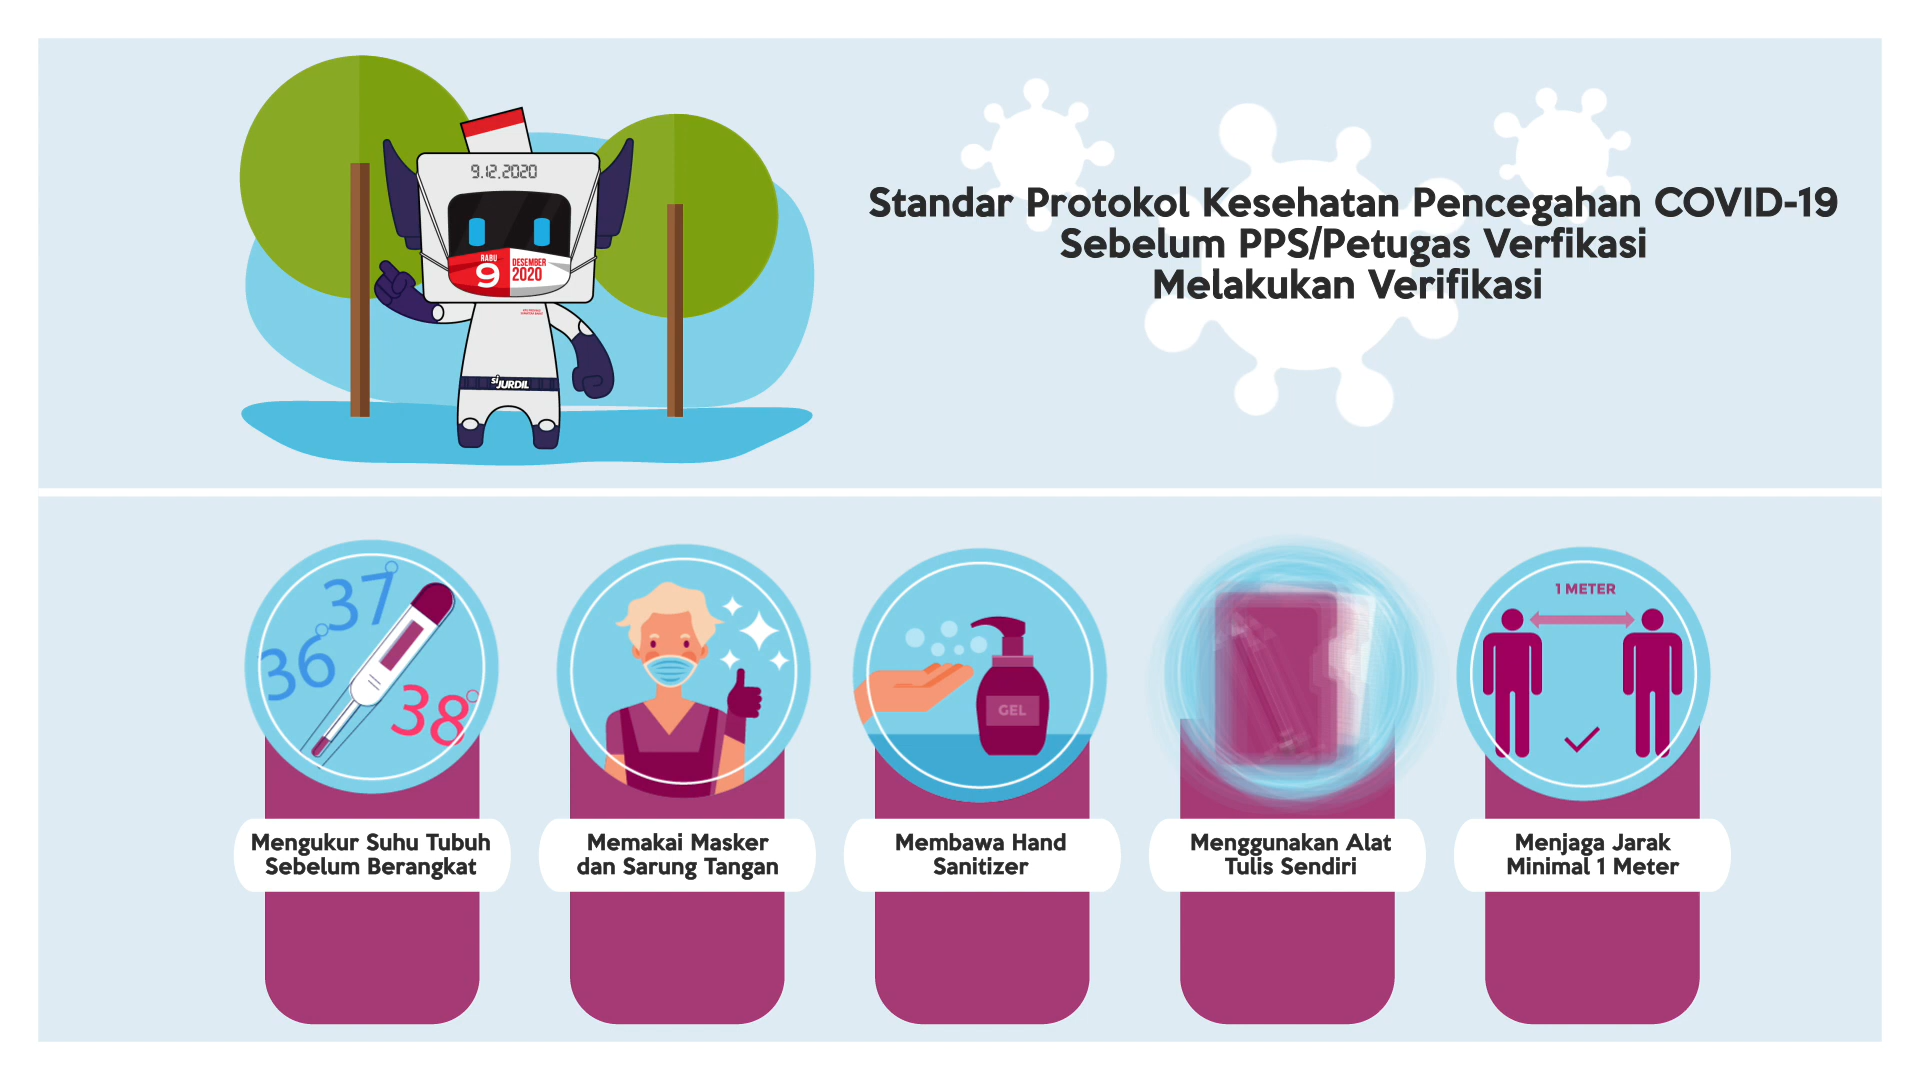 9.12.2020
RABU
9
DESEMBER
2020
si JURDIL
Standar Protokol Kesehatan Pencegahan COVID-19
Sebelum PPS/Petugas Verfikasi
Melakukan Verifikasi
37°
36°
38°
GEL
1 METER
Mengukur Suhu Tubuh
Sebelum Berangkat
Memakai Masker
dan Sarung Tangan
Membawa Hand
Sanitizer
Menggunakan Alat
Tulis Sendiri
Menjaga Jarak
Minimal 1 Meter